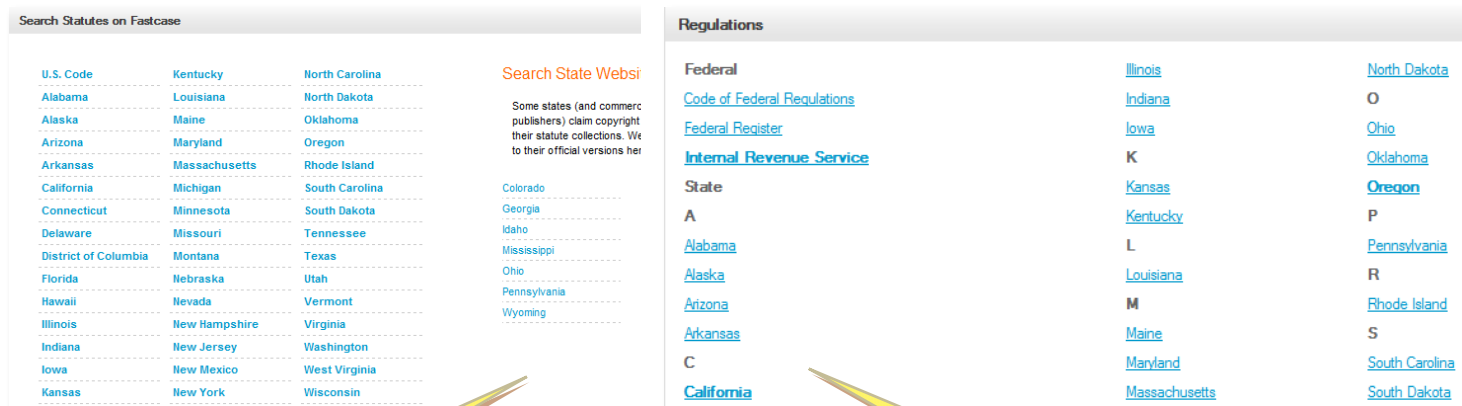 Search Statutes on Fastcase
U.S. Code
Alabama
Alaska
Arizona
Arkansas
California
Connecticut
Delaware
District of Columbia
Florida
Hawaii
Illinois
Indiana
Iowa
Kansas
Kentucky
Louisiana
Maine
Maryland
Massachusetts
Michigan
Minnesota
Missouri
Montana
Nebraska
Nevada
New Hampshire
New Jersey
New Mexico
New York
North Carolina
North Dakota
Oklahoma
Oregon
Rhode Island
South Carolina
South Dakota
Tennessee
Texas
Utah
Vermont
Virginia
Washington
West Virginia
Wisconsin
Search State Websi
Some states (and commerc
publishers) claim copyright
their statute collections. We
to their official versions her
Colorado
Georgia
Idaho
Mississippi
Ohio
Pennsylvania
Wyoming
Regulations
Federal
Code of Federal Regulations
Federal Register
Internal Revenue Service
State
A
Alabama
Alaska
Arizona
Arkansas
C
California
Illinois
Indiana
Iowa
K
Kansas
Kentucky
L
Louisiana
M
Maine
Maryland
Massachusetts
North Dakota
O
Ohio
Oklahoma
Oregon
P
Pennsylvania
R
Rhode Island
S
South Carolina
South Dakota